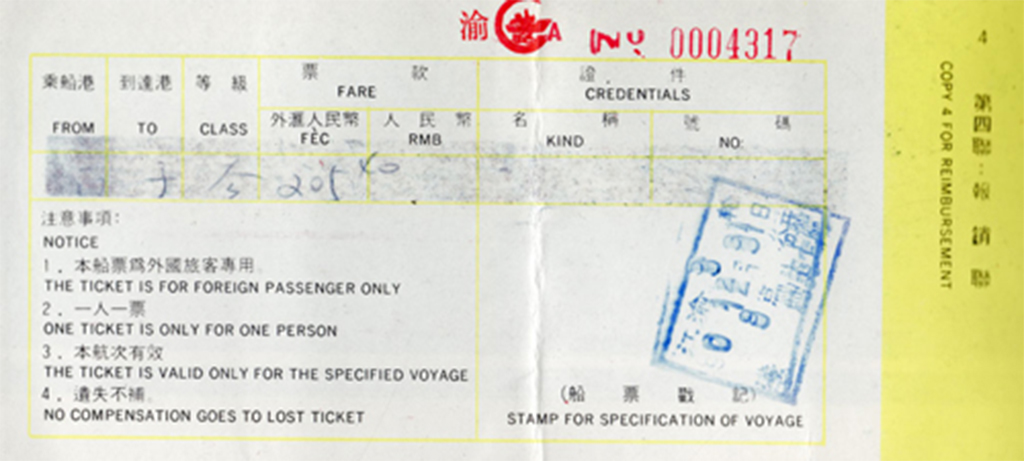 渝 A No. 0004317
乘船港 到達港 等級 票款 證件
FARE CREDENTIALS
外滙人民幣 人民幣 名稱 號碼
FROM TO CLASS FEC RMB KIND NO:
205 40
注意事項:
NOTICE
1. 本船票爲外國旅客專用
THE TICKET IS FOR FOREIGN PASSENGER ONLY
2. 一人一票
ONE TICKET IS ONLY FOR ONE PERSON
3. 本航次有效
THE TICKET IS VALID ONLY FOR THE SPECIFIED VOYAGE
4. 遺失不補
NO COMPENSATION GOES TO LOST TICKET
(船票戳記)
STAMP FOR SPECIFICATION OF VOYAGE
4
第四聯:報銷聯
COPY 4 FOR REIMBURSEMENT